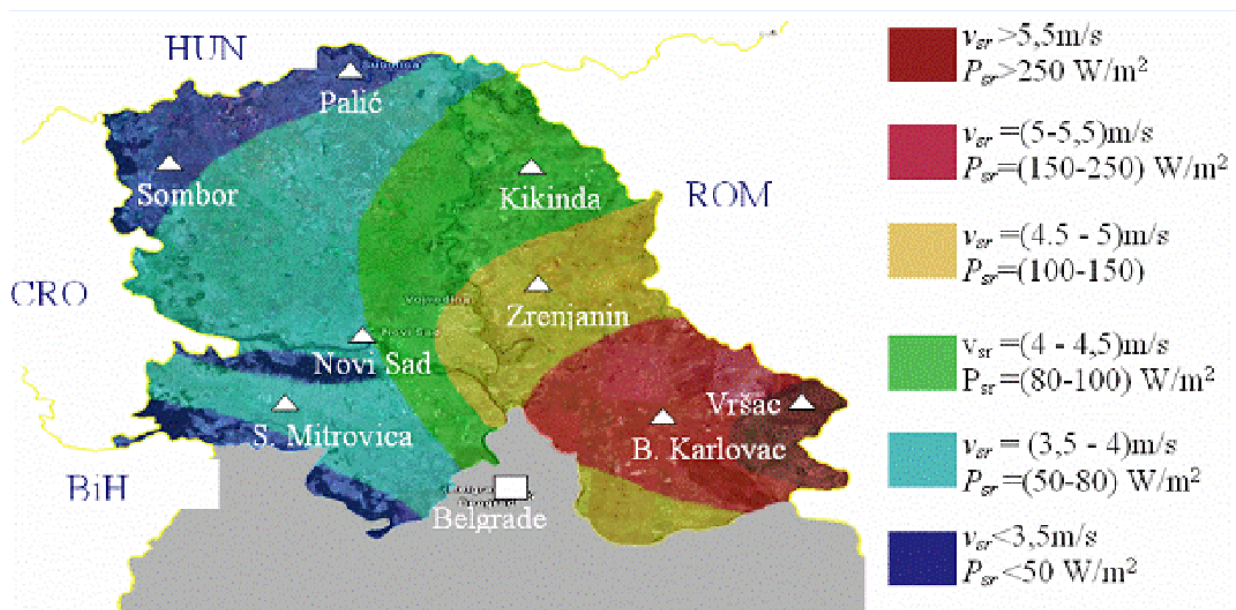 HUN
Palić
Sombor
Kikinda
ROM
CRO
Zrenjanin
Novi Sad
Novi Sad
Vršac
S. Mitrovica
B. Karlovac
BiH
Belgrade
v_sr >5,5m/s
P_sr>250 W/m²
v_sr =(5-5,5)m/s
P_sr=(150-250) W/m²
v_sr =(4.5 - 5)m/s
P_sr=(100-150)
v_sr =(4 - 4,5)m/s
P_sr=(80-100) W/m²
v_sr = (3,5 - 4)m/s
P_sr=(50-80) W/m²
v_sr<3,5m/s
P_sr <50 W/m²